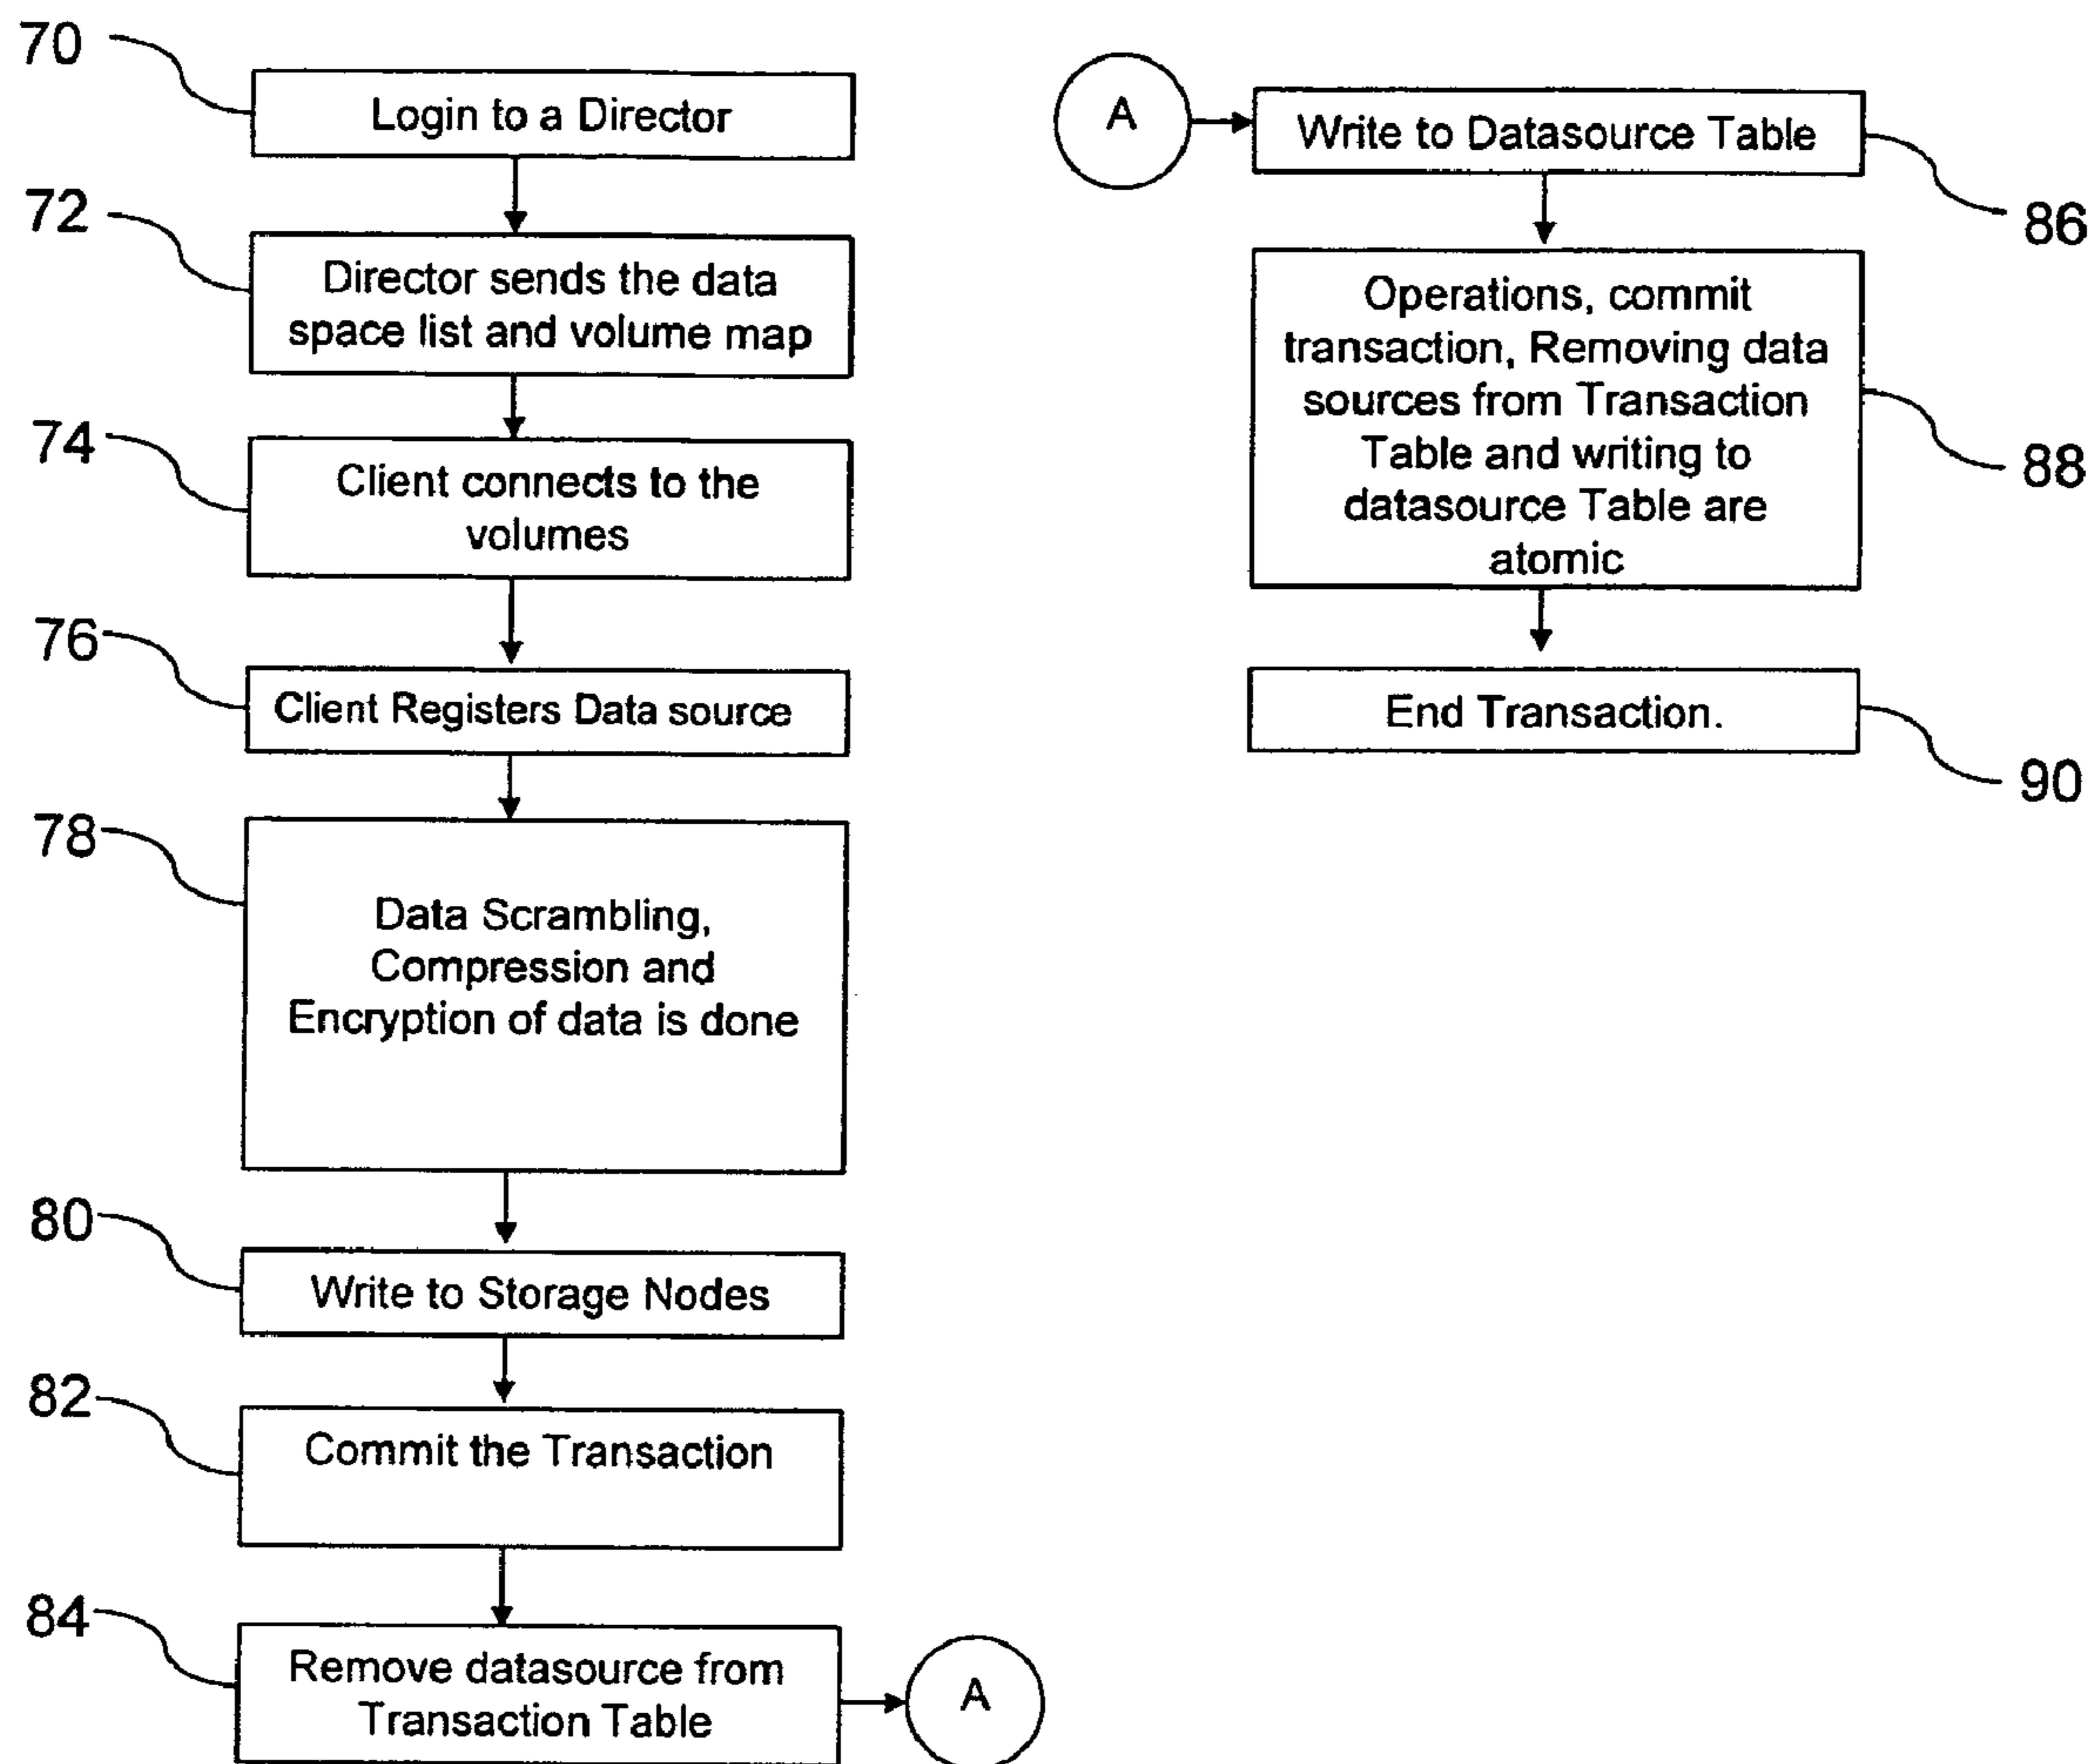 70
Login to a Director
72
Director sends the data
space list and volume map
74
Client connects to the
volumes
76
Client Registers Data source
78
Data Scrambling,
Compression and
Encryption of data is done
80
Write to Storage Nodes
82
Commit the Transaction
84
Remove datasource from
Transaction Table
A
A
Write to Datasource Table
86
Operations, commit
transaction, Removing data
sources from Transaction
Table and writing to
datasource Table are
atomic
88
End Transaction.
90